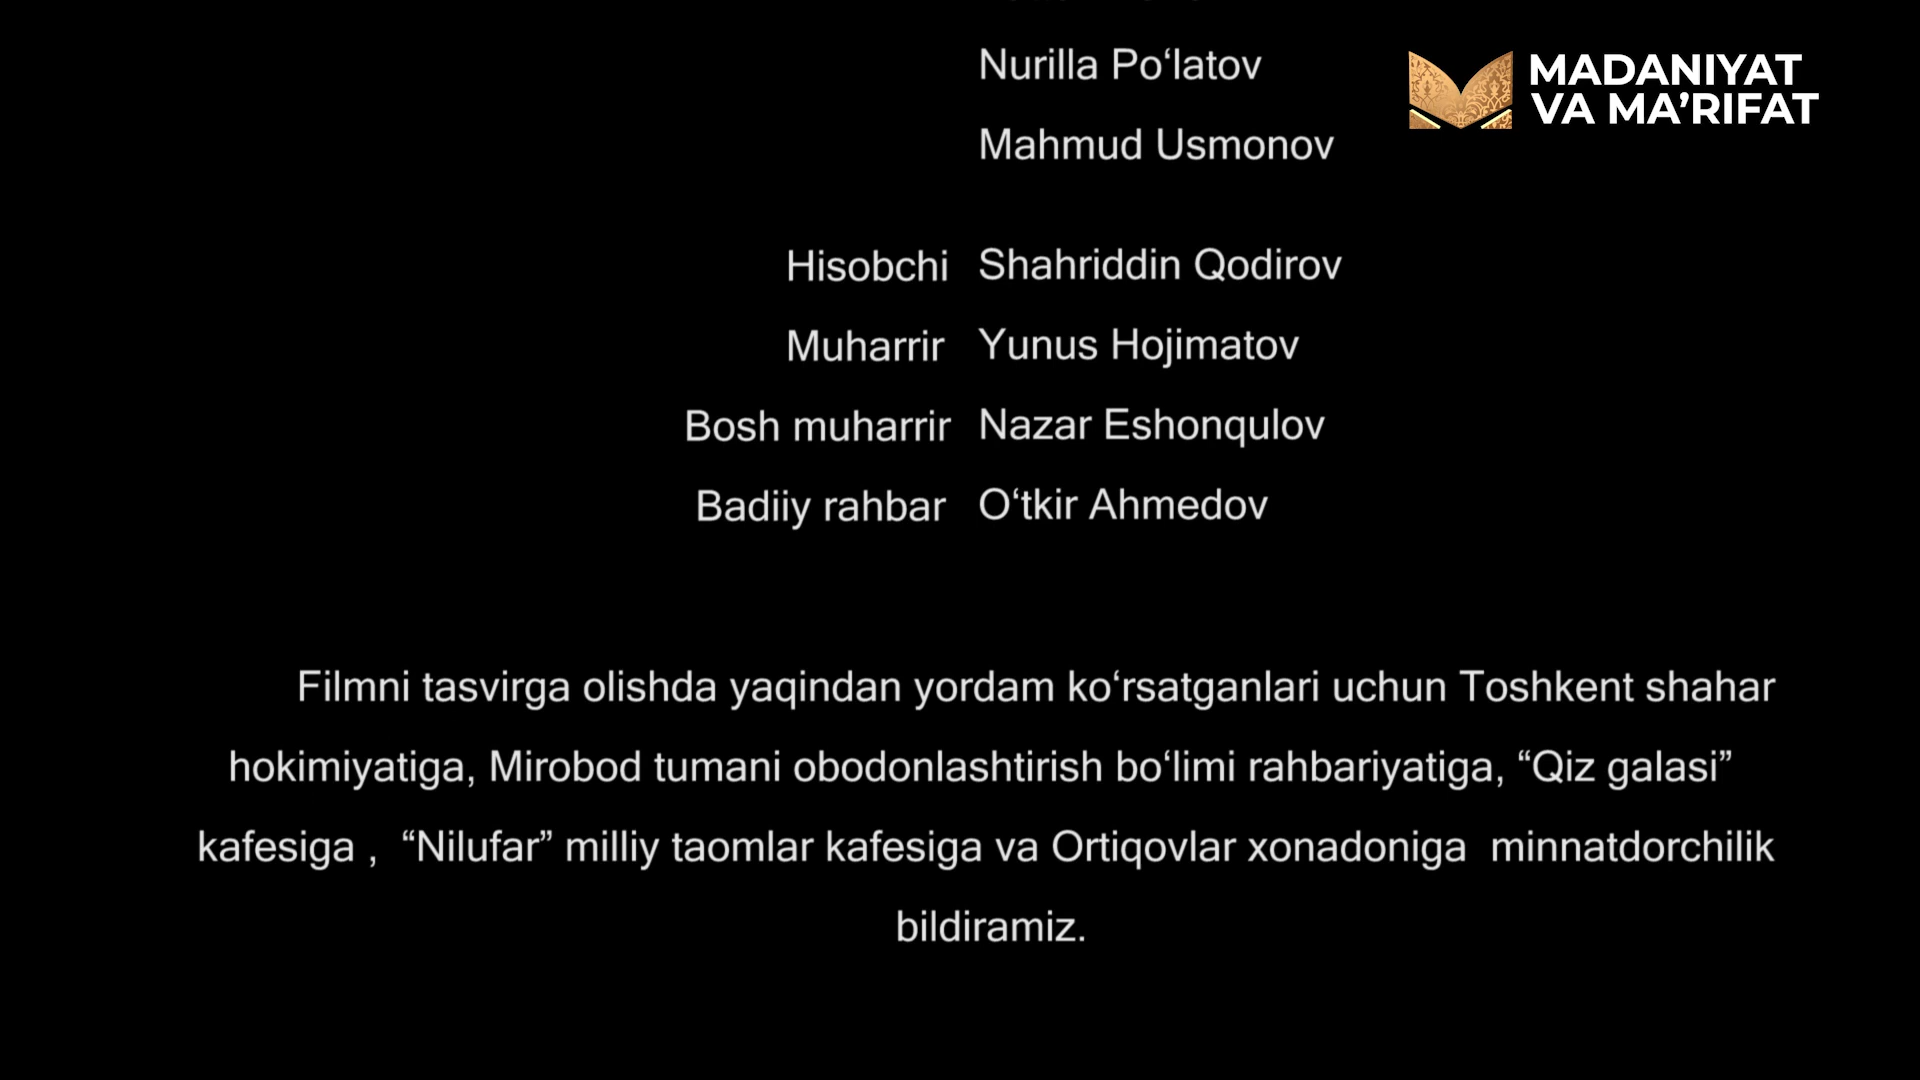 Nurilla Po‘latov
MADANIYAT
VA MA’RIFAT
Mahmud Usmonov
Hisobchi Shahriddin Qodirov
Muharrir Yunus Hojimatov
Bosh muharrir Nazar Eshonqulov
Badiiy rahbar O‘tkir Ahmedov
Filmni tasvirga olishda yaqindan yordam ko‘rsatganlari uchun Toshkent shahar
hokimiyatiga, Mirobod tumani obodonlashtirish bo‘limi rahbariyatiga, “Qiz galasi”
kafesiga , “Nilufar” milliy taomlar kafesiga va Ortiqovlar xonadoniga minnatdorchilik
bildiramiz.